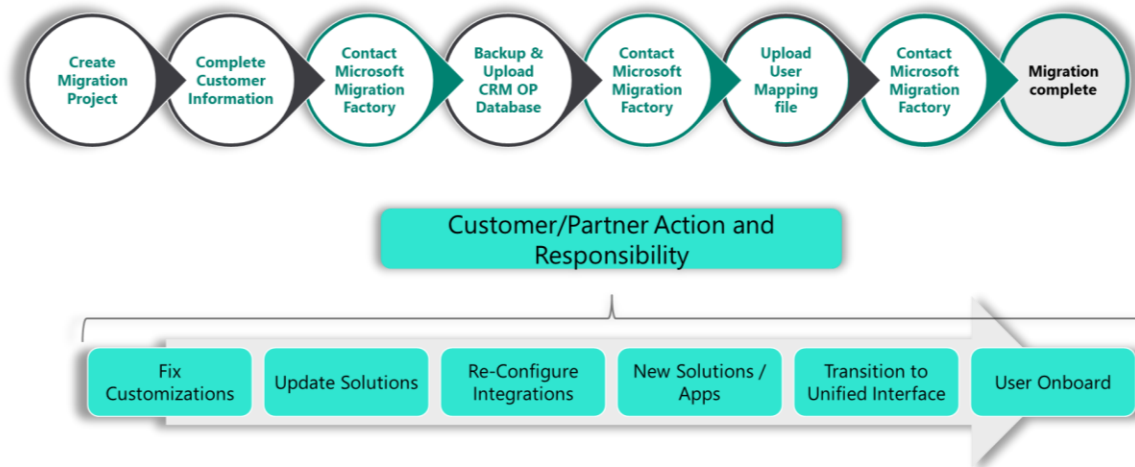 Create
Migration
Project
Complete
Customer
Information
Contact
Microsoft
Migration
Factory
Backup &
Upload
CRM OP
Database
Contact
Microsoft
Migration
Factory
Upload
User
Mapping
file
Contact
Microsoft
Migration
Factory
Migration
complete
Customer/Partner Action and
Responsibility
Fix
Customizations
Update Solutions
Re-Configure
Integrations
New Solutions /
Apps
Transition to
Unified Interface
User Onboard